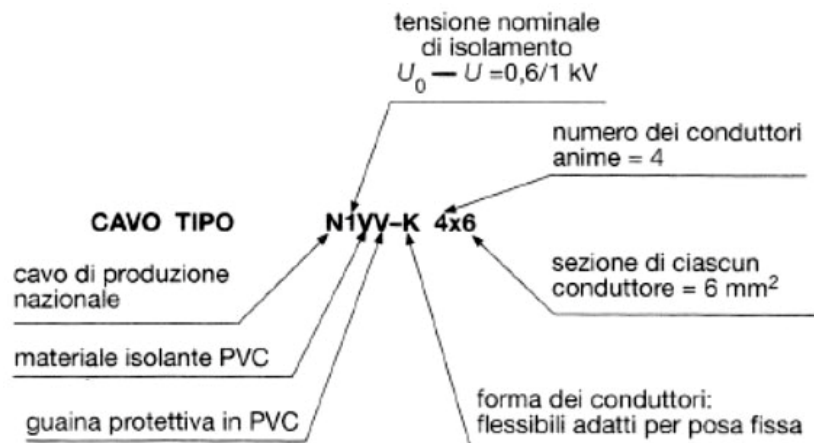 tensione nominale
di isolamento
U0 — U =0,6/1 kV
numero dei conduttori
anime = 4
CAVO TIPO N1VV–K 4x6
cavo di produzione
nazionale
sezione di ciascun
conduttore = 6 mm²
materiale isolante PVC
guaina protettiva in PVC
forma dei conduttori:
flessibili adatti per posa fissa